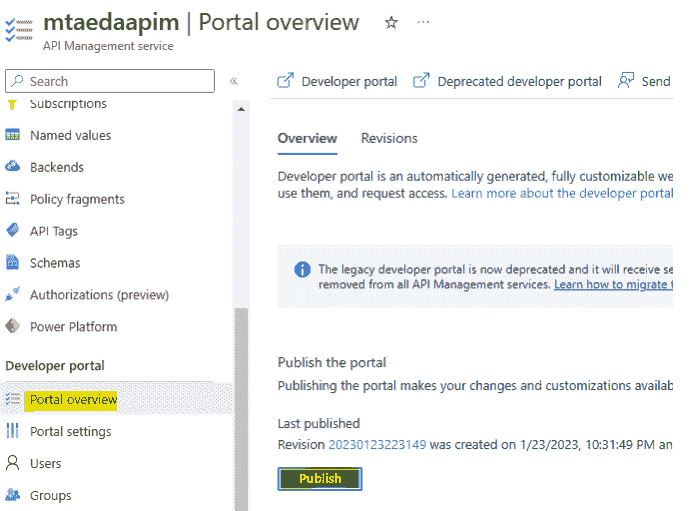 mtaedaapim | Portal overview
API Management service
Search
Subscriptions
Named values
Backends
Policy fragments
API Tags
Schemas
Authorizations (preview)
Power Platform
Developer portal
Portal overview
Portal settings
Users
Groups
Developer portal
Deprecated developer portal
Send
Overview
Revisions
Developer portal is an automatically generated, fully customizable we
use them, and request access. Learn more about the developer portal
The legacy developer portal is now deprecated and it will receive se
removed from all API Management services. Learn how to migrate t
Publish the portal
Publishing the portal makes your changes and customizations availab
Last published
Revision 20230123223149 was created on 1/23/2023, 10:31:49 PM an
Publish